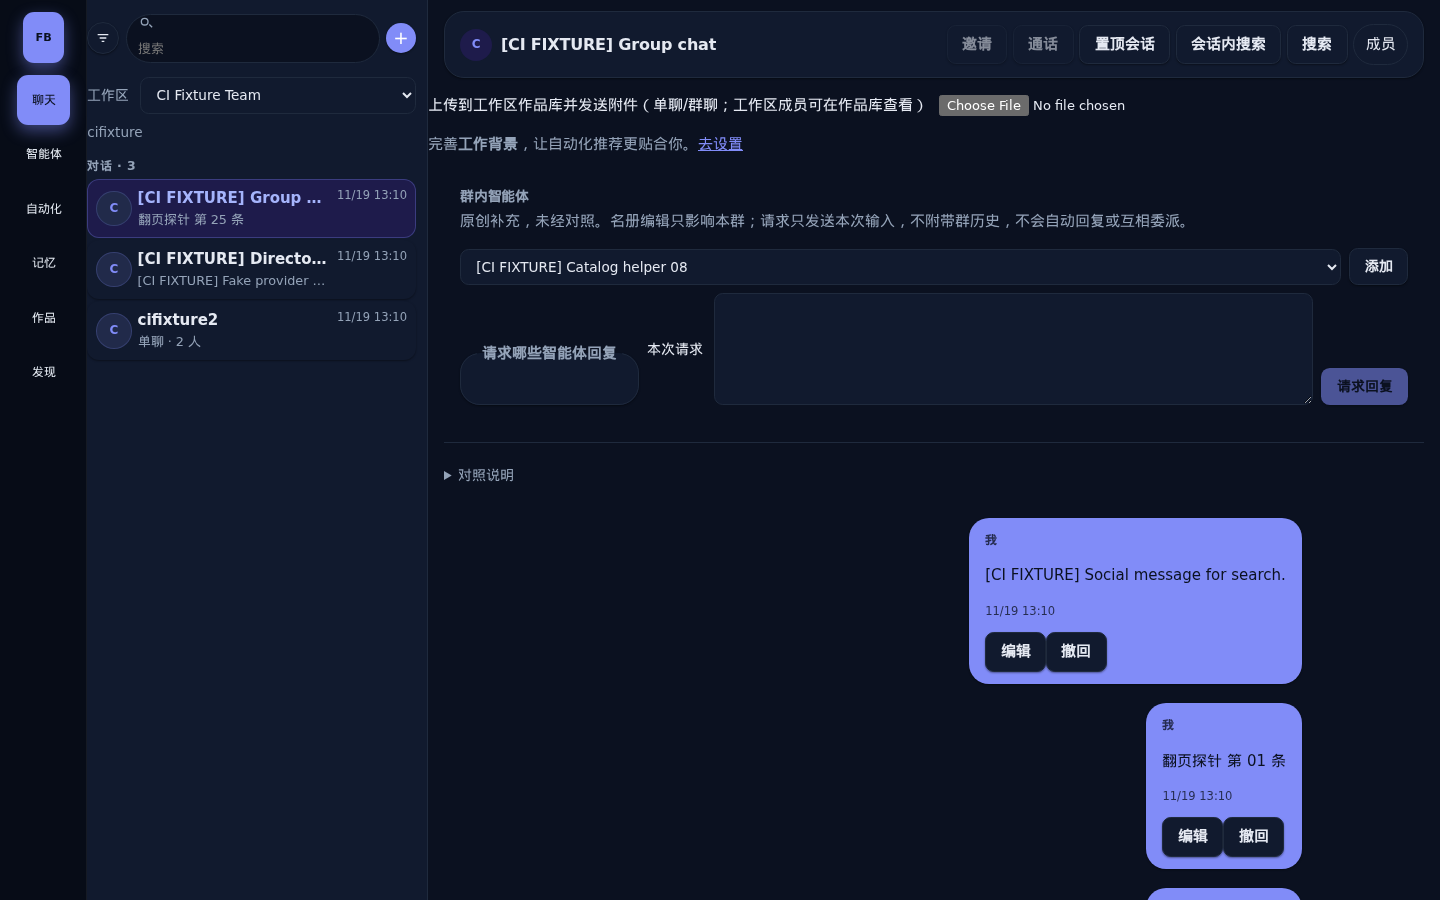 FB
聊天
智能体
自动化
记忆
作品
发现
搜索
工作区
CI Fixture Team
cifixture
对话 · 3
C
[CI FIXTURE] Group ...
11/19 13:10
翻页探针 第 25 条
C
[CI FIXTURE] Directo...
11/19 13:10
[CI FIXTURE] Fake provider ...
C
cifixture2
11/19 13:10
单聊 · 2 人
C
[CI FIXTURE] Group chat
邀请
通话
置顶会话
会话内搜索
搜索
成员
上传到工作区作品库并发送附件（单聊/群聊；工作区成员可在作品库查看）
Choose File No file chosen
完善工作背景，让自动化推荐更贴合你。去设置
群内智能体
原创补充，未经对照。名册编辑只影响本群；请求只发送本次输入，不附带群历史，不会自动回复或互相委派。
[CI FIXTURE] Catalog helper 08
添加
请求哪些智能体回复
本次请求
请求回复
对照说明
我
[CI FIXTURE] Social message for search.
11/19 13:10
编辑
撤回
我
翻页探针 第 01 条
11/19 13:10
编辑
撤回